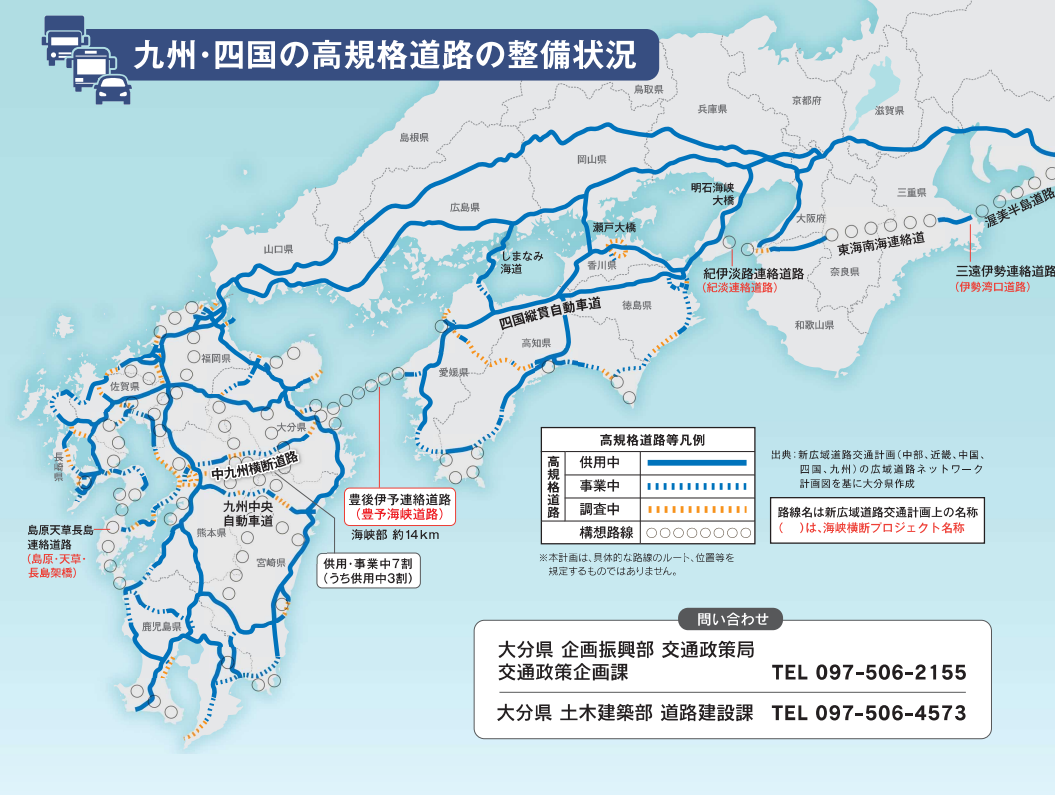 九州・四国の高規格道路の整備状況
鳥取県
兵庫県
京都府
滋賀県
島根県
岡山県
明石海峡
大橋
三重県
渥美半島道路
広島県
瀬戸大橋
大阪府
東海南海連絡道
山口県
しまなみ
海道
香川県
紀伊淡路連絡道路
(紀淡連絡道路)
奈良県
三遠伊勢連絡道路
(伊勢湾口道路)
四国縦貫自動車道
徳島県
和歌山県
高知県
福岡県
愛媛県
佐賀県
大分県
長崎県
中九州横断道路
九州中央
自動車道
豊後伊予連絡道路
(豊予海峡道路)
海峡部 約14km
島原天草長島
連絡道路
(島原・天草・
長島架橋)
熊本県
宮崎県
供用・事業中7割
(うち供用中3割)
鹿児島県
高規格道路等凡例
高規格道路
供用中
事業中
調査中
構想路線
※本計画は、具体的な路線のルート、位置等を
規定するものではありません。
出典：新広域道路交通計画(中部、近畿、中国、
四国、九州)の広域道路ネットワーク
計画図を基に大分県作成
路線名は新広域道路交通計画上の名称
(　)は、海峡横断プロジェクト名称
問い合わせ
大分県 企画振興部 交通政策局
交通政策企画課 TEL 097-506-2155
大分県 土木建築部 道路建設課 TEL 097-506-4573